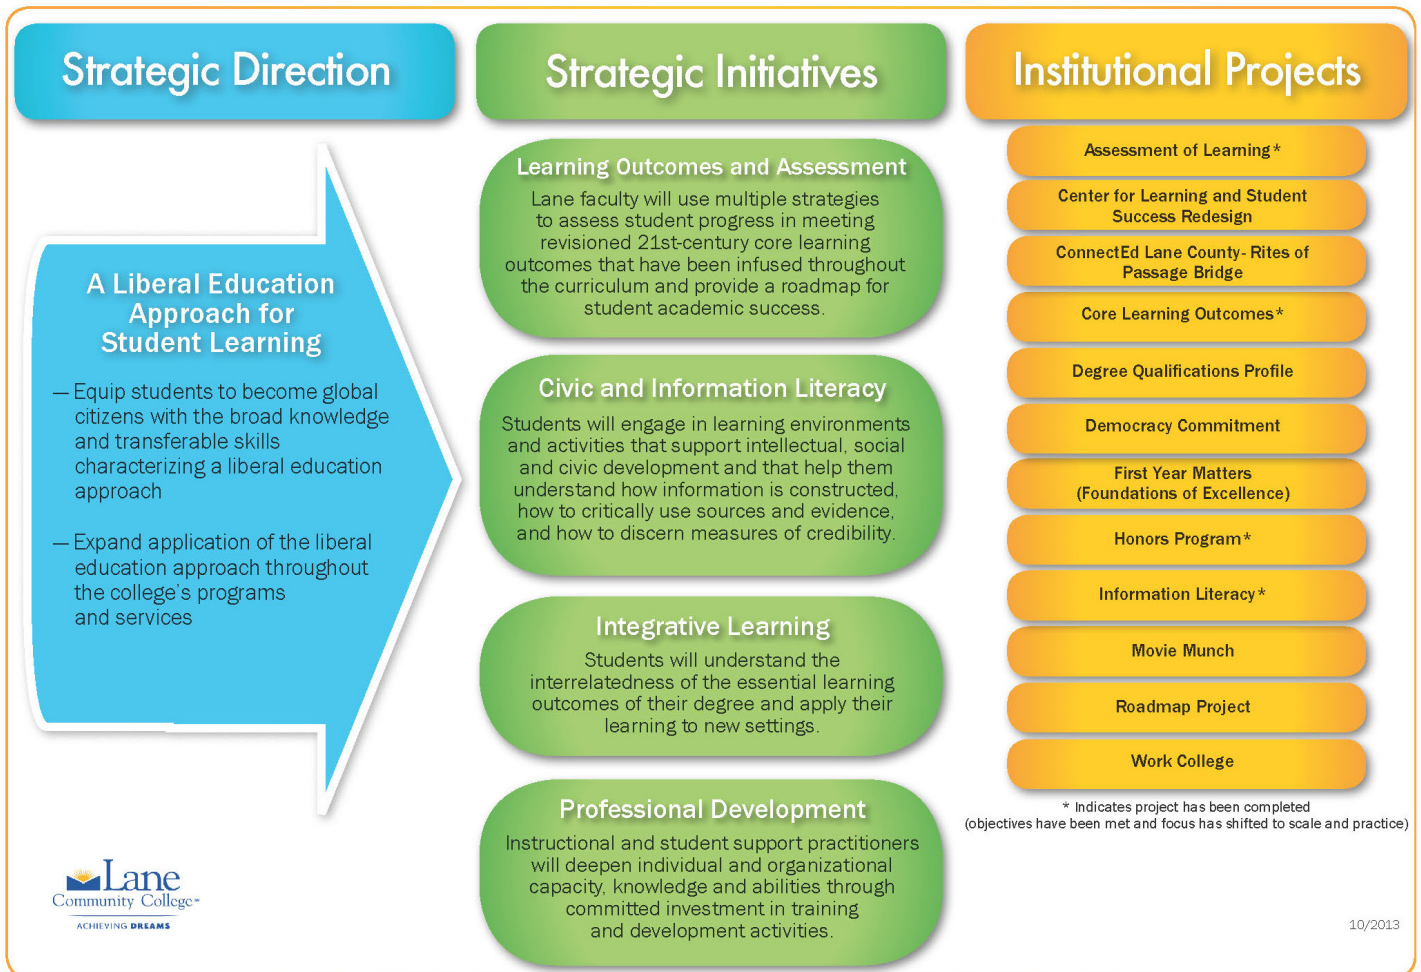 Strategic Direction
A Liberal Education
Approach for
Student Learning
— Equip students to become global
citizens with the broad knowledge
and transferable skills
characterizing a liberal education
approach
— Expand application of the liberal
education approach throughout
the college's programs
and services
Lane
Community College™
ACHIEVING DREAMS
Strategic Initiatives
Learning Outcomes and Assessment
Lane faculty will use multiple strategies
to assess student progress in meeting
revisioned 21st-century core learning
outcomes that have been infused throughout
the curriculum and provide a roadmap for
student academic success.
Civic and Information Literacy
Students will engage in learning environments
and activities that support intellectual, social
and civic development and that help them
understand how information is constructed,
how to critically use sources and evidence,
and how to discern measures of credibility.
Integrative Learning
Students will understand the
interrelatedness of the essential learning
outcomes of their degree and apply their
learning to new settings.
Professional Development
Instructional and student support practitioners
will deepen individual and organizational
capacity, knowledge and abilities through
committed investment in training
and development activities.
Institutional Projects
Assessment of Learning*
Center for Learning and Student
Success Redesign
ConnectEd Lane County- Rites of
Passage Bridge
Core Learning Outcomes*
Degree Qualifications Profile
Democracy Commitment
First Year Matters
(Foundations of Excellence)
Honors Program*
Information Literacy*
Movie Munch
Roadmap Project
Work College
* Indicates project has been completed
(objectives have been met and focus has shifted to scale and practice)
10/2013